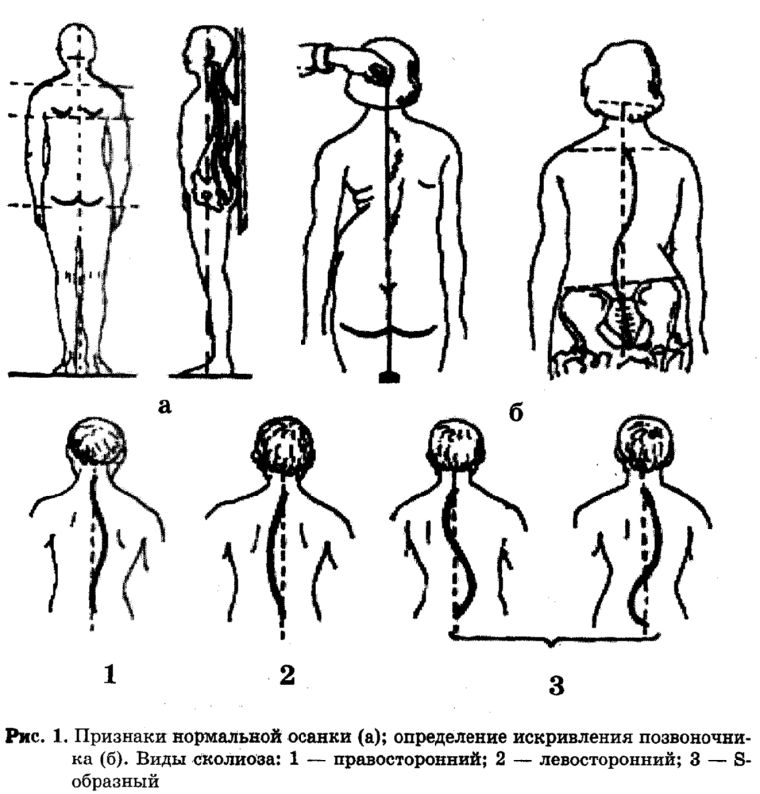 а
б
1
2
3
Рис. 1. Признаки нормальной осанки (а); определение искривления позвоночни-
ка (б). Виды сколиоза: 1 — правосторонний; 2 — левосторонний; 3 — S-
образный